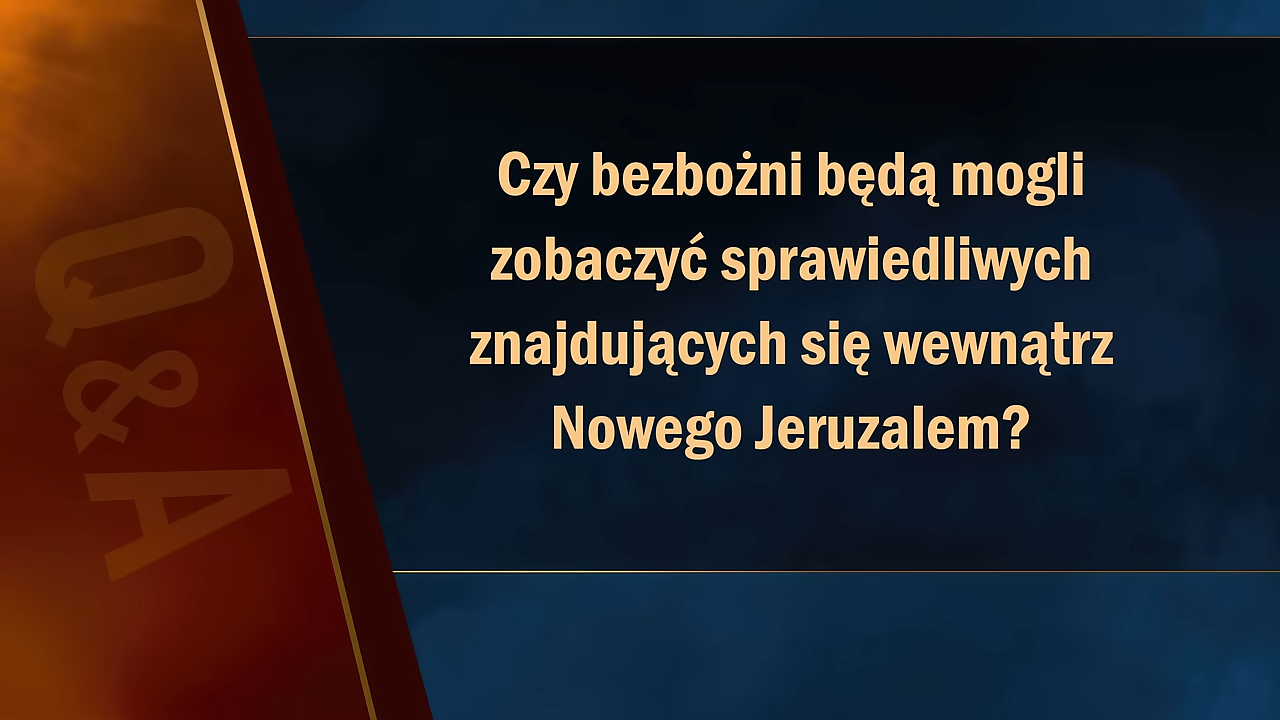 Q & A
Czy bezbożni będą mogli
zobaczyć sprawiedliwych
znajdujących się wewnątrz
Nowego Jeruzalem?